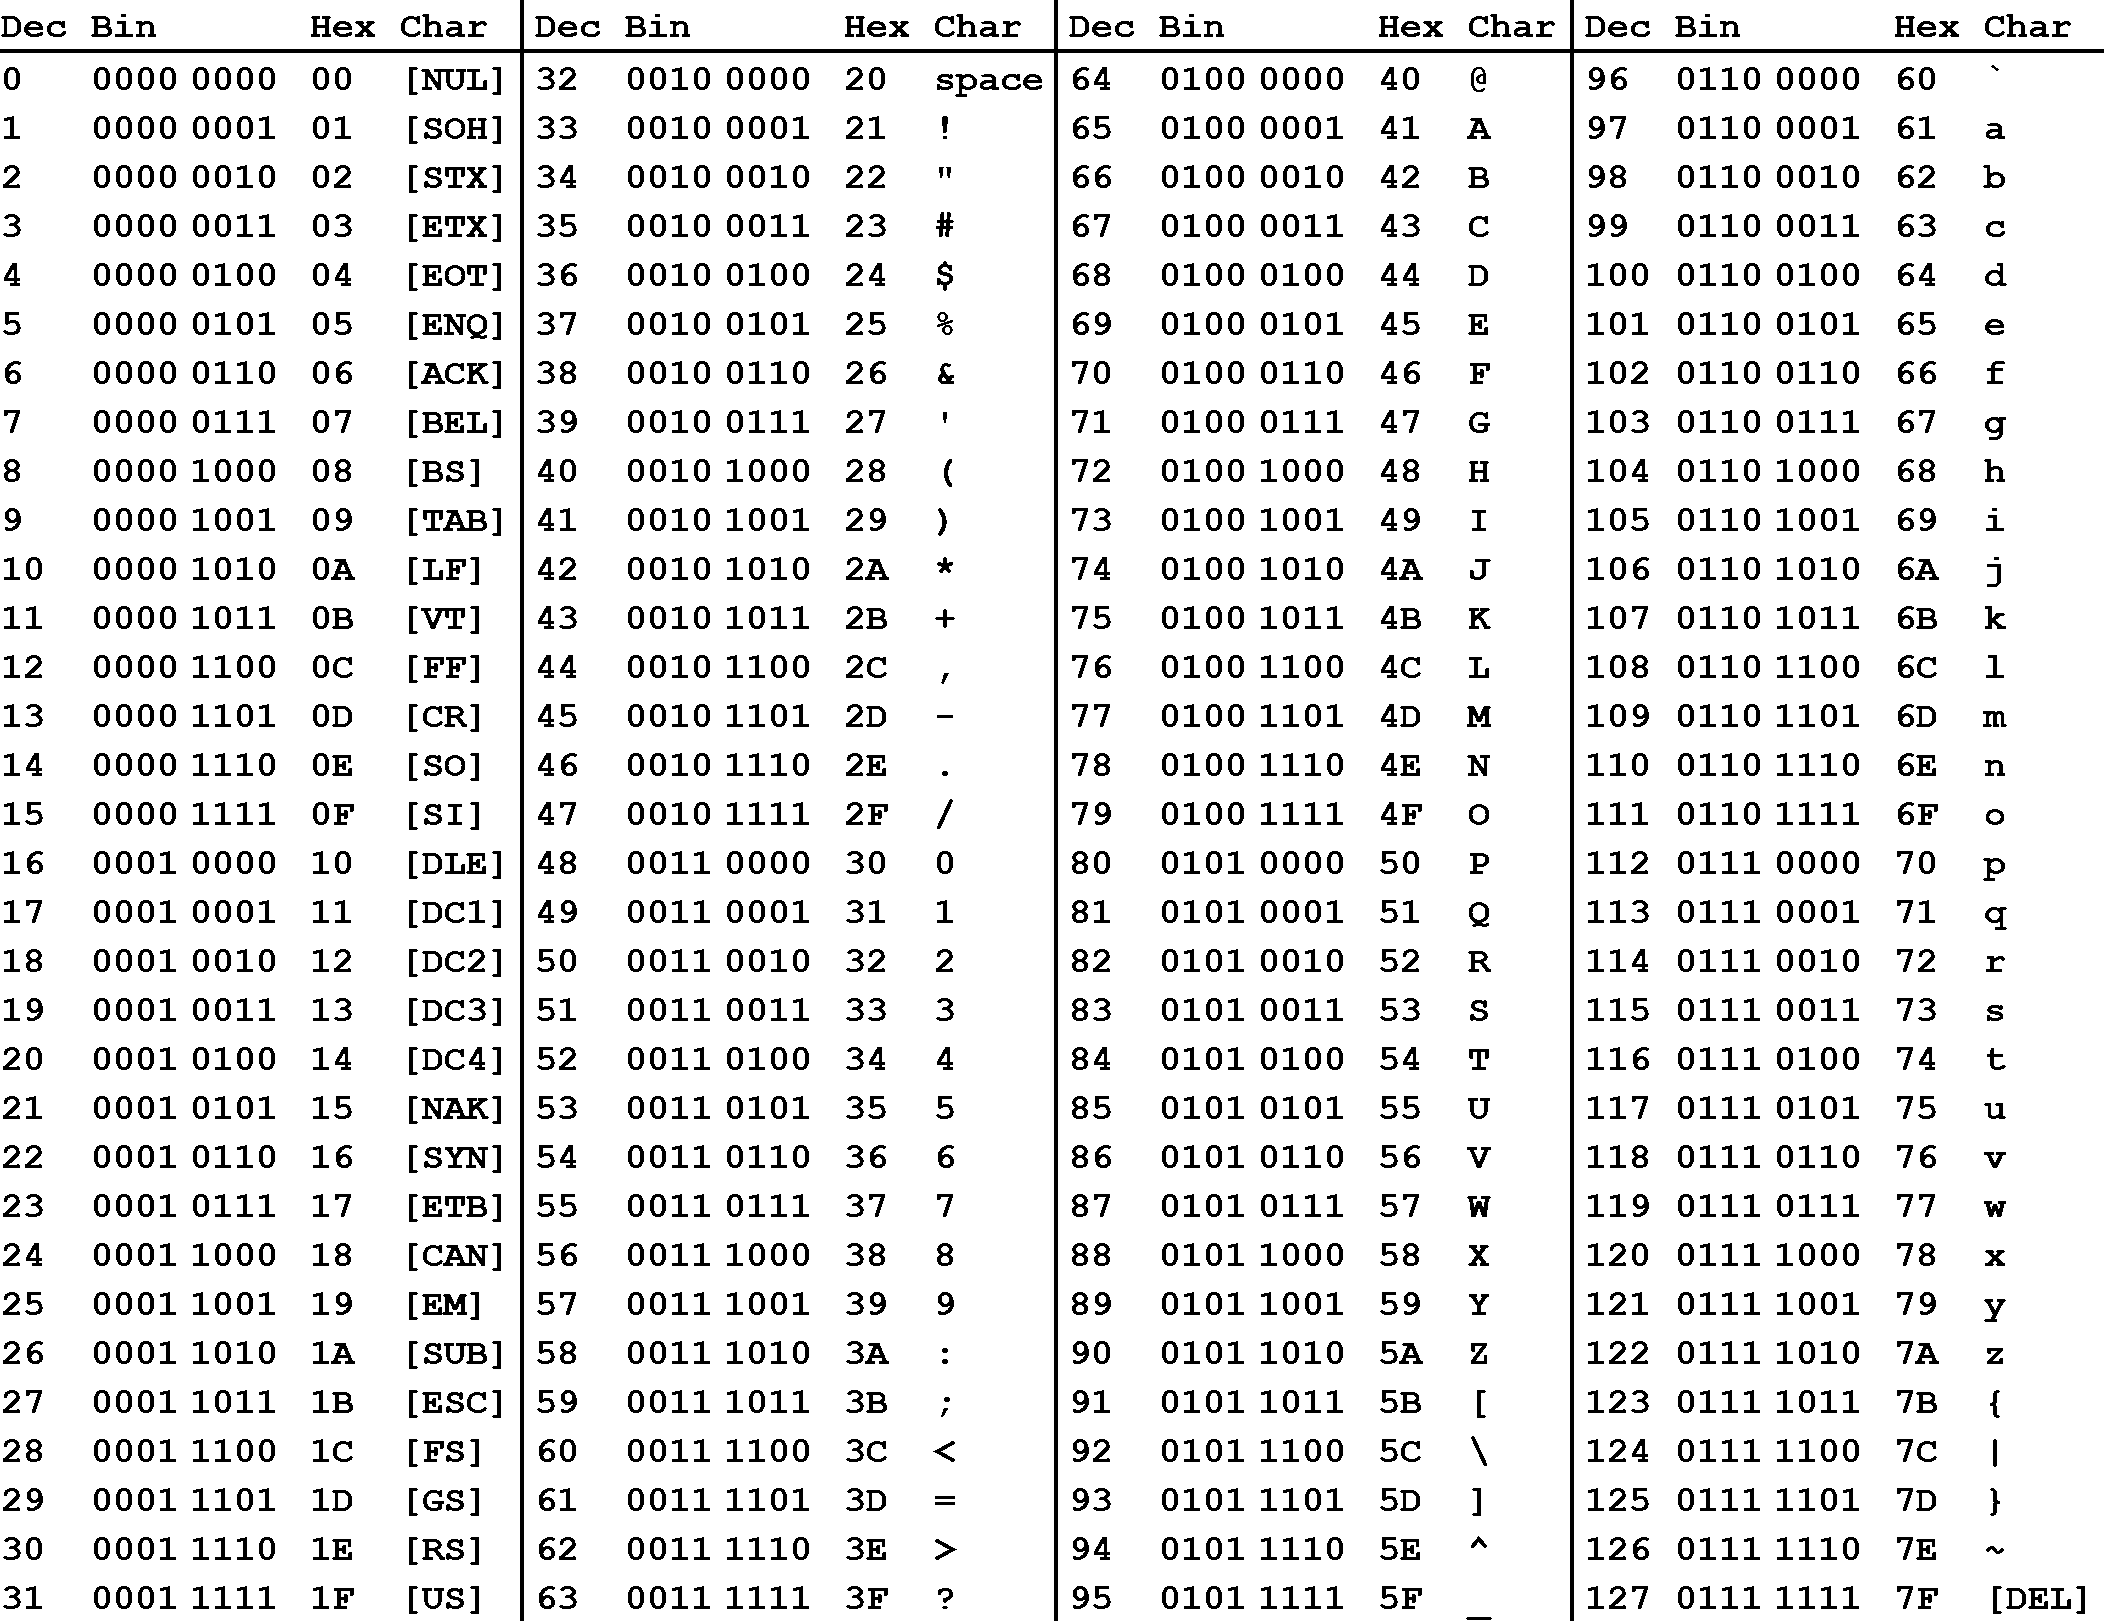 Dec Bin Hex Char Dec Bin Hex Char Dec Bin Hex Char Dec Bin Hex Char
0 0000 0000 00 [NUL] 32 0010 0000 20 space 64 0100 0000 40 @ 96 0110 0000 60 `
1 0000 0001 01 [SOH] 33 0010 0001 21 ! 65 0100 0001 41 A 97 0110 0001 61 a
2 0000 0010 02 [STX] 34 0010 0010 22 " 66 0100 0010 42 B 98 0110 0010 62 b
3 0000 0011 03 [ETX] 35 0010 0011 23 # 67 0100 0011 43 C 99 0110 0011 63 c
4 0000 0100 04 [EOT] 36 0010 0100 24 $ 68 0100 0100 44 D 100 0110 0100 64 d
5 0000 0101 05 [ENQ] 37 0010 0101 25 % 69 0100 0101 45 E 101 0110 0101 65 e
6 0000 0110 06 [ACK] 38 0010 0110 26 & 70 0100 0110 46 F 102 0110 0110 66 f
7 0000 0111 07 [BEL] 39 0010 0111 27 ' 71 0100 0111 47 G 103 0110 0111 67 g
8 0000 1000 08 [BS] 40 0010 1000 28 ( 72 0100 1000 48 H 104 0110 1000 68 h
9 0000 1001 09 [TAB] 41 0010 1001 29 ) 73 0100 1001 49 I 105 0110 1001 69 i
10 0000 1010 0A [LF] 42 0010 1010 2A * 74 0100 1010 4A J 106 0110 1010 6A j
11 0000 1011 0B [VT] 43 0010 1011 2B + 75 0100 1011 4B K 107 0110 1011 6B k
12 0000 1100 0C [FF] 44 0010 1100 2C , 76 0100 1100 4C L 108 0110 1100 6C l
13 0000 1101 0D [CR] 45 0010 1101 2D - 77 0100 1101 4D M 109 0110 1101 6D m
14 0000 1110 0E [SO] 46 0010 1110 2E . 78 0100 1110 4E N 110 0110 1110 6E n
15 0000 1111 0F [SI] 47 0010 1111 2F / 79 0100 1111 4F O 111 0110 1111 6F o
16 0001 0000 10 [DLE] 48 0011 0000 30 0 80 0101 0000 50 P 112 0111 0000 70 p
17 0001 0001 11 [DC1] 49 0011 0001 31 1 81 0101 0001 51 Q 113 0111 0001 71 q
18 0001 0010 12 [DC2] 50 0011 0010 32 2 82 0101 0010 52 R 114 0111 0010 72 r
19 0001 0011 13 [DC3] 51 0011 0011 33 3 83 0101 0011 53 S 115 0111 0011 73 s
20 0001 0100 14 [DC4] 52 0011 0100 34 4 84 0101 0100 54 T 116 0111 0100 74 t
21 0001 0101 15 [NAK] 53 0011 0101 35 5 85 0101 0101 55 U 117 0111 0101 75 u
22 0001 0110 16 [SYN] 54 0011 0110 36 6 86 0101 0110 56 V 118 0111 0110 76 v
23 0001 0111 17 [ETB] 55 0011 0111 37 7 87 0101 0111 57 W 119 0111 0111 77 w
24 0001 1000 18 [CAN] 56 0011 1000 38 8 88 0101 1000 58 X 120 0111 1000 78 x
25 0001 1001 19 [EM] 57 0011 1001 39 9 89 0101 1001 59 Y 121 0111 1001 79 y
26 0001 1010 1A [SUB] 58 0011 1010 3A : 90 0101 1010 5A Z 122 0111 1010 7A z
27 0001 1011 1B [ESC] 59 0011 1011 3B ; 91 0101 1011 5B [ 123 0111 1011 7B {
28 0001 1100 1C [FS] 60 0011 1100 3C < 92 0101 1100 5C \ 124 0111 1100 7C |
29 0001 1101 1D [GS] 61 0011 1101 3D = 93 0101 1101 5D ] 125 0111 1101 7D }
30 0001 1110 1E [RS] 62 0011 1110 3E > 94 0101 1110 5E ^ 126 0111 1110 7E ~
31 0001 1111 1F [US] 63 0011 1111 3F ? 95 0101 1111 5F _ 127 0111 1111 7F [DEL]